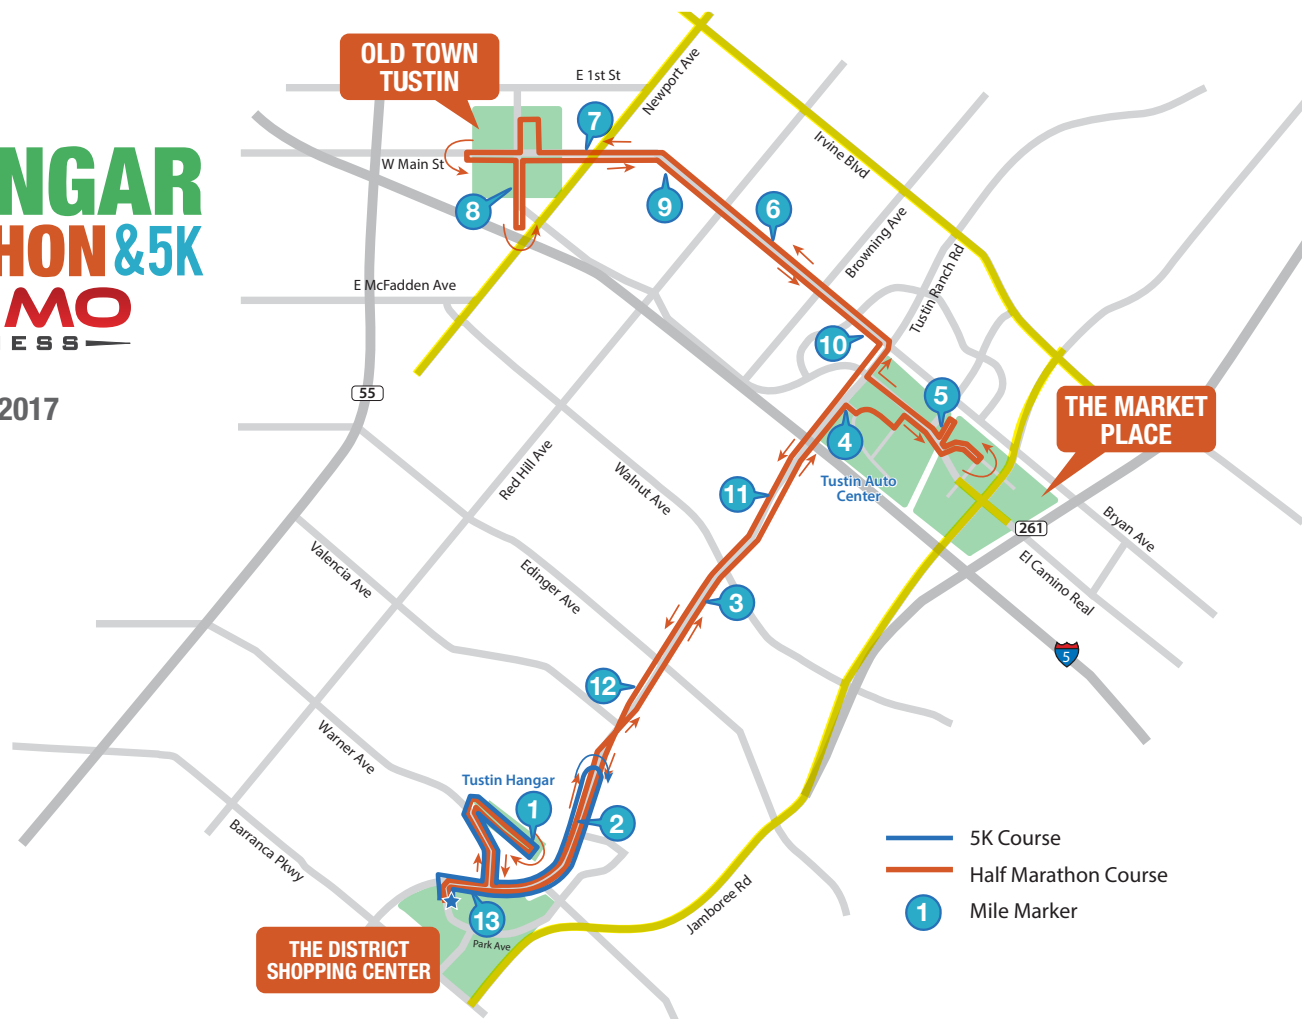 NGAR
HON &5K
MO
ESS
2017
OLD TOWN
TUSTIN
E 1st St
Newport Ave
7
W Main St
Irvine Blvd
8
9
6
Browning Ave
E McFadden Ave
Tustin Ranch Rd
10
55
5
THE MARKET
PLACE
4
Red Hill Ave
Walnut Ave
Tustin Auto
Center
11
261
Bryan Ave
Valencia Ave
Edinger Ave
El Camino Real
3
5
12
Warner Ave
Tustin Hangar
1
2
Barranca Pkwy
5K Course
Half Marathon Course
1
Mile Marker
13
Jamboree Rd
Park Ave
THE DISTRICT
SHOPPING CENTER